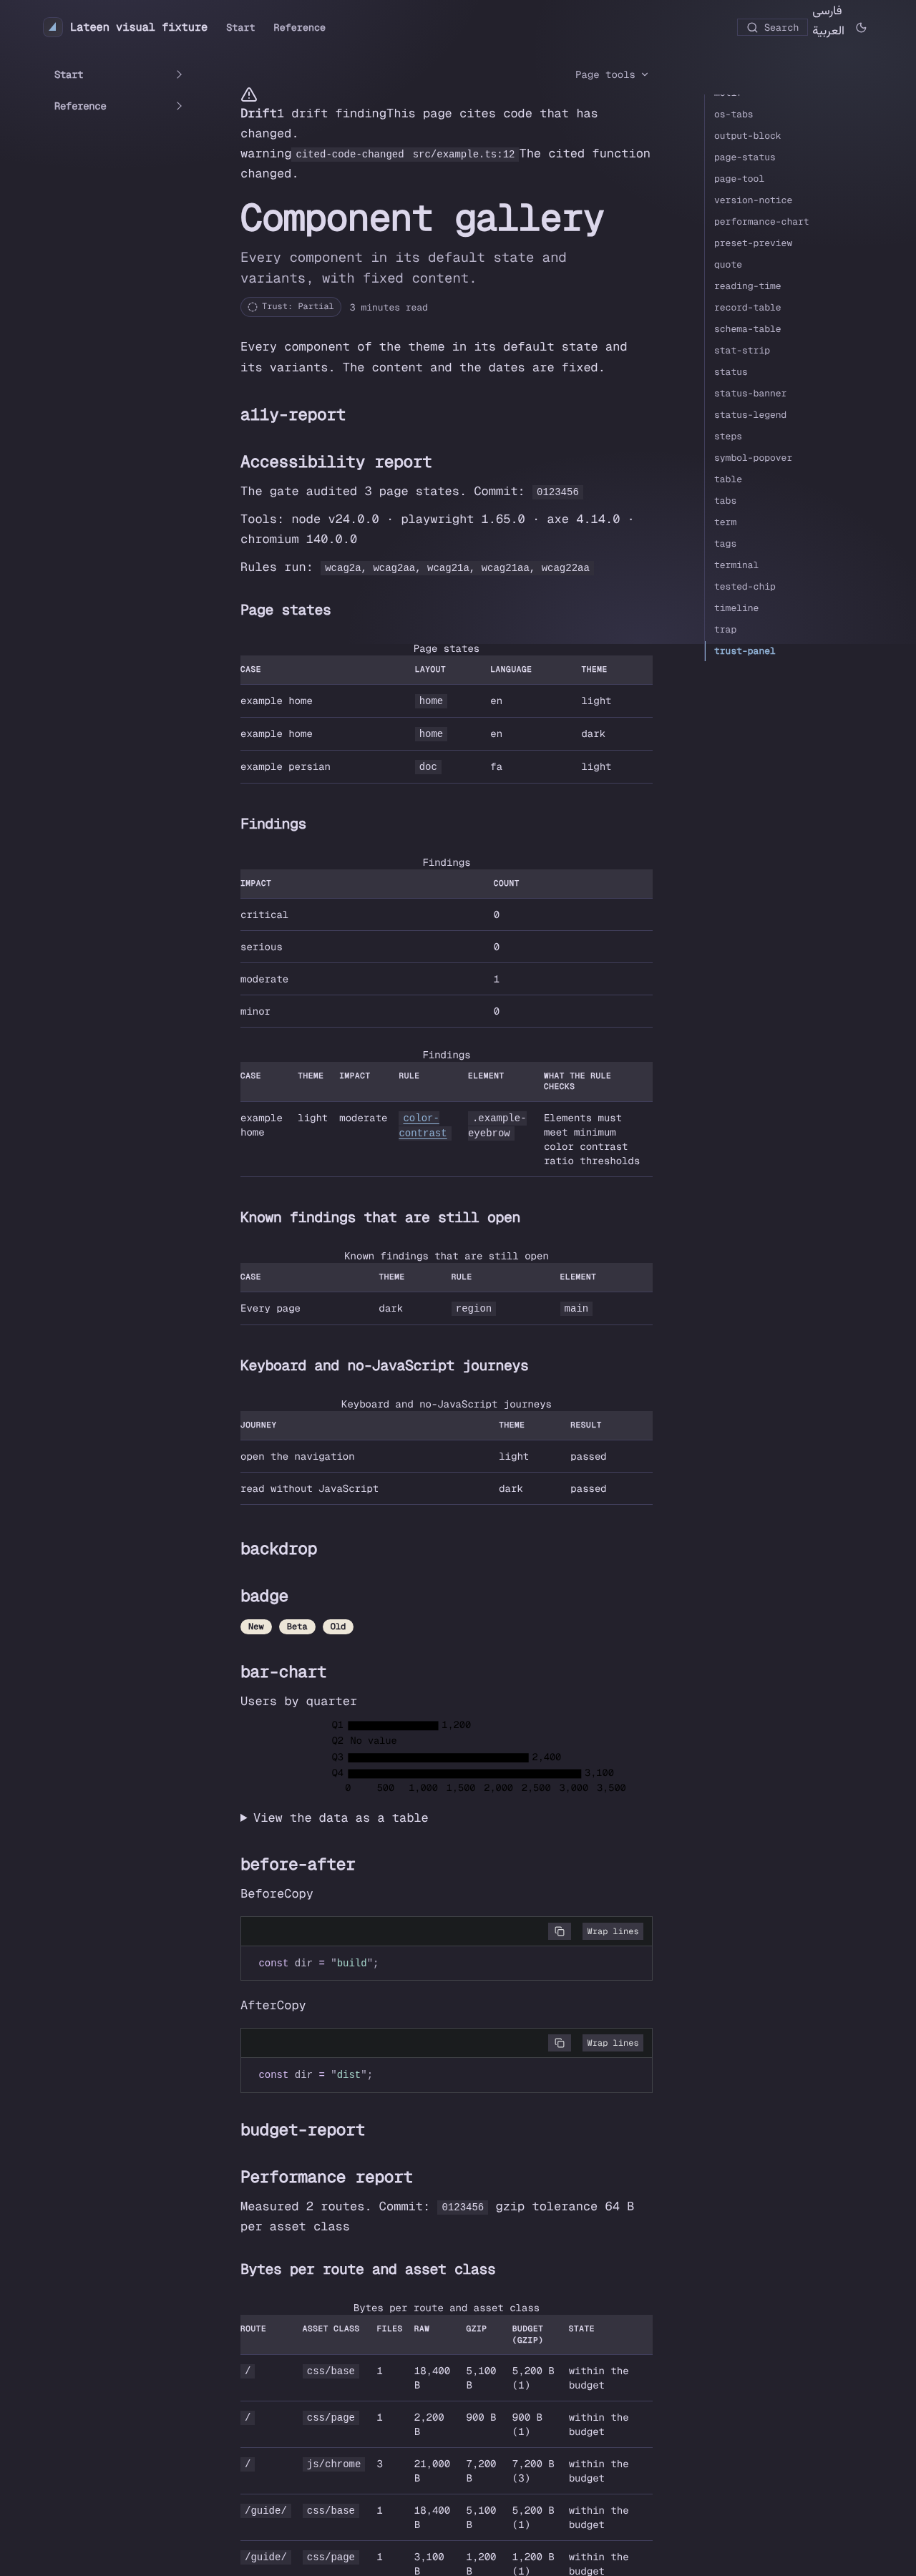 Lateen visual fixture Start Reference Search فارسی العربية
Start
Reference
Page tools
Drift1 drift findingThis page cites code that has
changed.
warning cited-code-changed src/example.ts:12 The cited function
changed.
Component gallery
Every component in its default state and
variants, with fixed content.
Trust: Partial 3 minutes read
Every component of the theme in its default state and
its variants. The content and the dates are fixed.
a11y-report
Accessibility report
The gate audited 3 page states. Commit: 0123456
Tools: node v24.0.0 · playwright 1.65.0 · axe 4.14.0 ·
chromium 140.0.0
Rules run: wcag2a, wcag2aa, wcag21a, wcag21aa, wcag22aa
Page states
Page states
CASE LAYOUT LANGUAGE THEME
example home home en light
example home home en dark
example persian doc fa light
Findings
Findings
IMPACT COUNT
critical 0
serious 0
moderate 1
minor 0
Findings
CASE THEME IMPACT RULE ELEMENT WHAT THE RULE
CHECKS
example light moderate color- .example- Elements must
home contrast eyebrow meet minimum
color contrast
ratio thresholds
Known findings that are still open
Known findings that are still open
CASE THEME RULE ELEMENT
Every page dark region main
Keyboard and no-JavaScript journeys
Keyboard and no-JavaScript journeys
JOURNEY THEME RESULT
open the navigation light passed
read without JavaScript dark passed
backdrop
badge
New Beta Old
bar-chart
Users by quarter
Q1 1,200
Q2 No value
Q3 2,400
Q4 3,100
0 500 1,000 1,500 2,000 2,500 3,000 3,500
View the data as a table
before-after
BeforeCopy
Wrap lines
const dir = "build";
AfterCopy
Wrap lines
const dir = "dist";
budget-report
Performance report
Measured 2 routes. Commit: 0123456 gzip tolerance 64 B
per asset class
Bytes per route and asset class
Bytes per route and asset class
ROUTE ASSET CLASS FILES RAW GZIP BUDGET STATE
(GZIP)
/ css/base 1 18,400 5,100 5,200 B within the
B B (1) budget
/ css/page 1 2,200 900 B 900 B within the
B (1) budget
/ js/chrome 3 21,000 7,200 7,200 B within the
B B (3) budget
/guide/ css/base 1 18,400 5,100 5,200 B within the
B B (1) budget
/guide/ css/page 1 3,100 1,200 1,200 B within the
B B (1) budget
os-tabs
output-block
page-status
page-tool
version-notice
performance-chart
preset-preview
quote
reading-time
record-table
schema-table
stat-strip
status
status-banner
status-legend
steps
symbol-popover
table
tabs
term
tags
terminal
tested-chip
timeline
trap
trust-panel